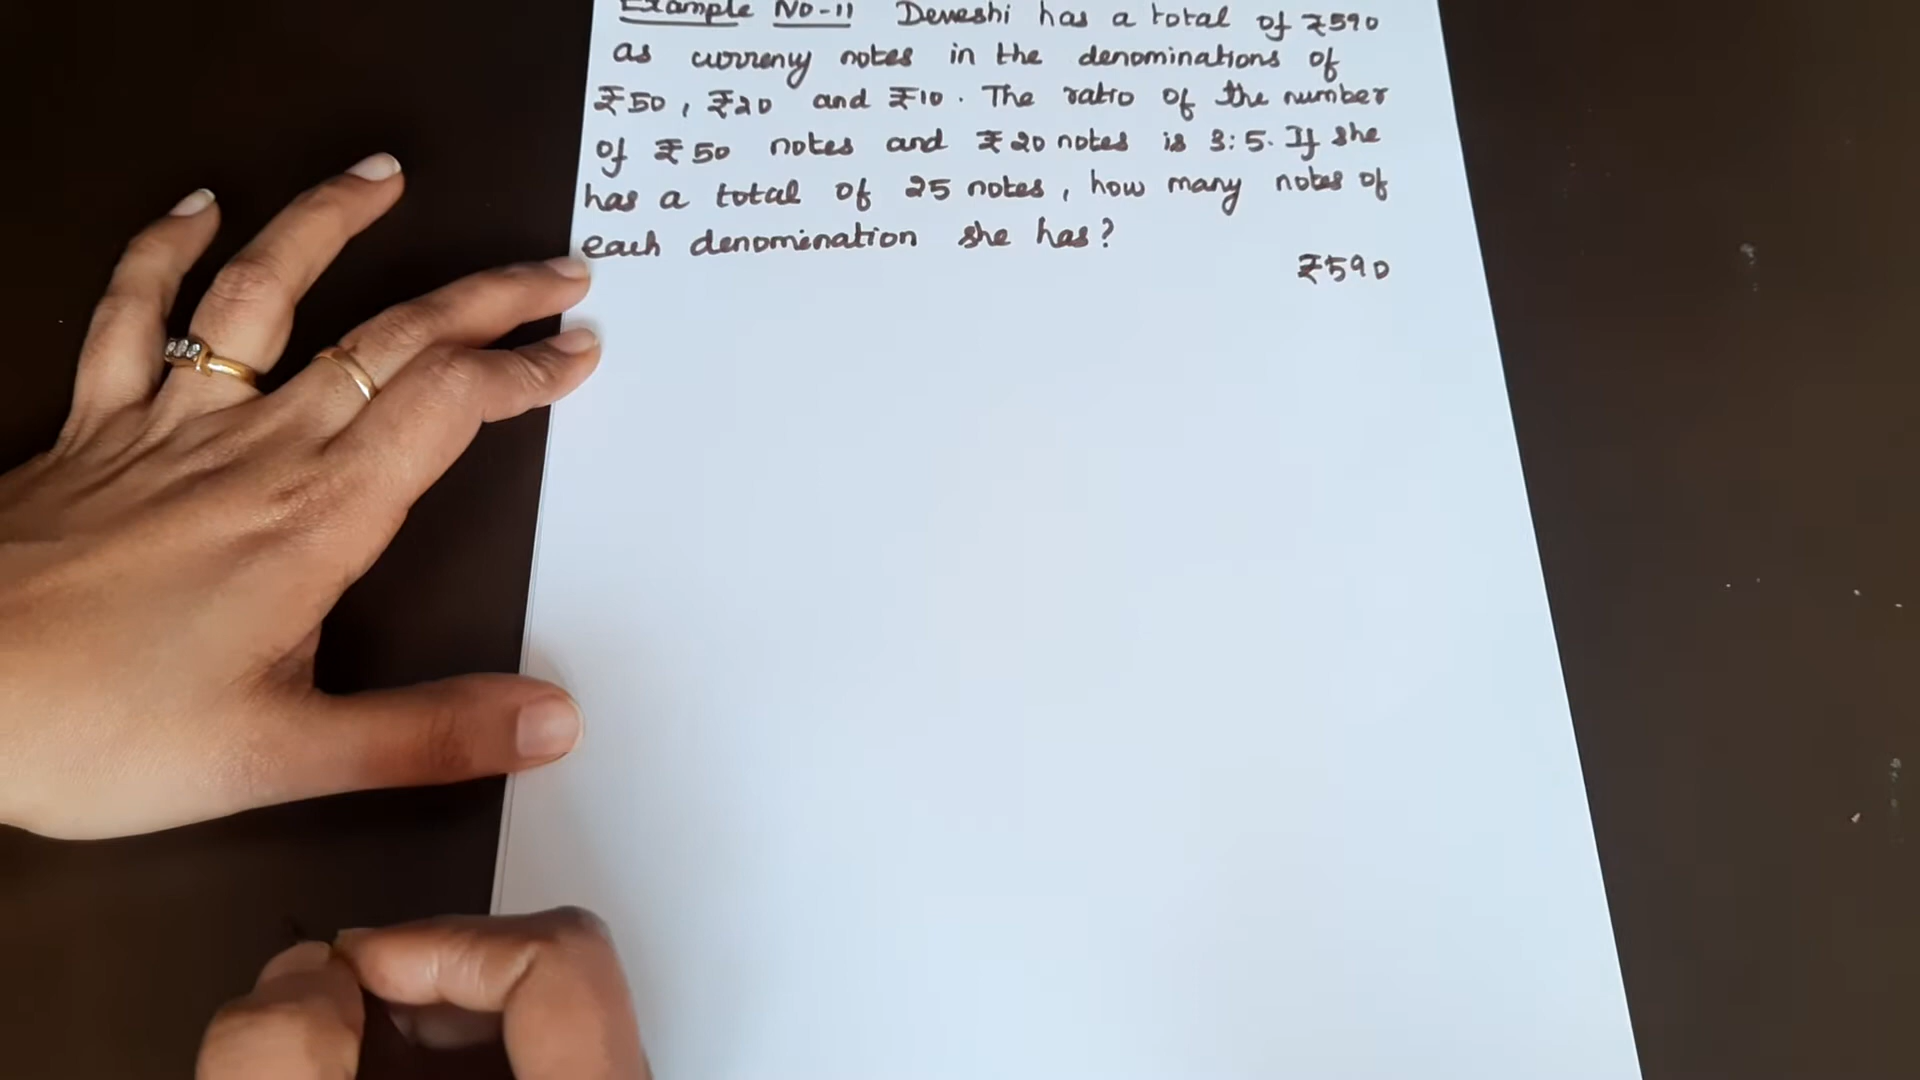 Example No-11 Deveshi has a total of ₹590
as curreny notes in the denominations of
₹50, ₹20 and ₹10. The ratio of the number
of ₹50 notes and ₹20 notes is 3:5. If she
has a total of 25 notes, how many notes of
each denomination she has?
₹590